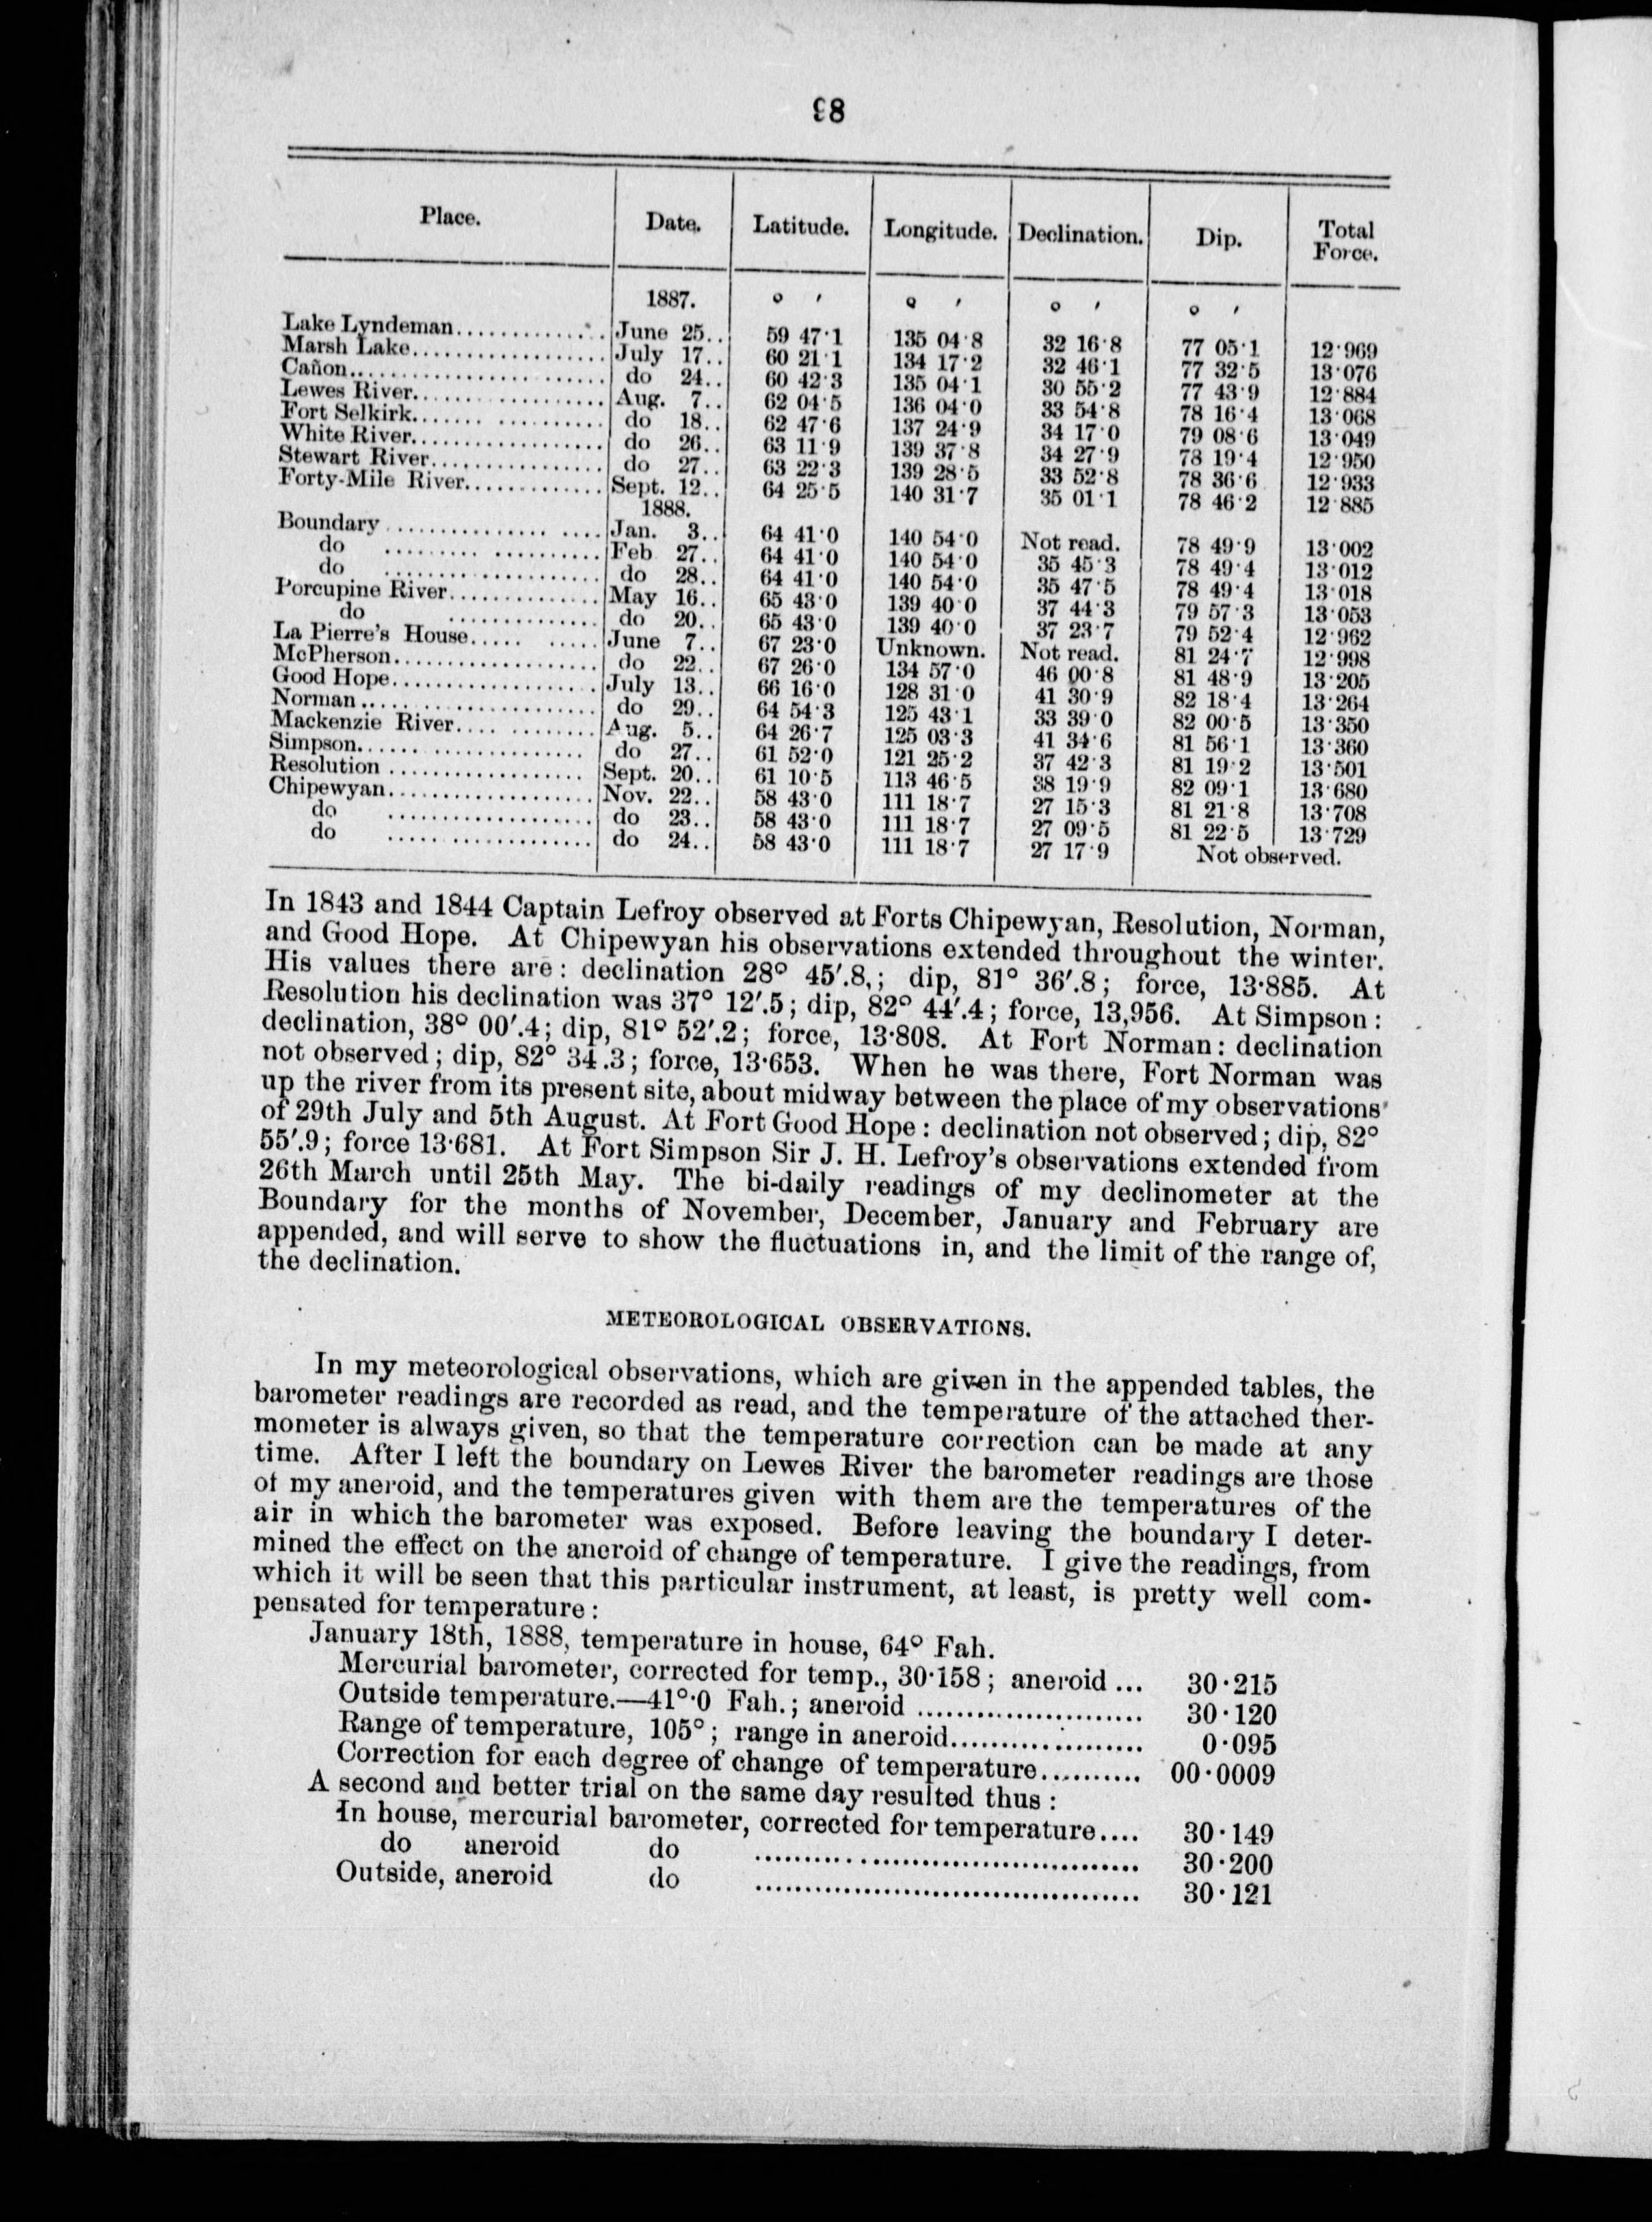 38
Place. Date. Latitude. Longitude. Declination. Dip. Total Force.
1887. ° ′ ° ′ ° ′ ° ′
Lake Lyndeman.............. June 25.. 59 47·1 135 04·8 32 16·8 77 05·1 12·969
Marsh Lake.................. July 17.. 60 21·1 134 17·2 32 46·1 77 32·5 13·076
Cañon........................ do 24.. 60 42·3 135 04·1 30 55·2 77 43·9 12·884
Lewes River.................. Aug. 7.. 62 04·5 136 04·0 33 54·8 78 16·4 13·068
Fort Selkirk.................. do 18.. 62 47·6 137 24·9 34 17·0 79 08·6 13·049
White River.................. do 26.. 63 11·9 139 37·8 34 27·9 78 19·4 12·950
Stewart River................ do 27.. 63 22·3 139 28·5 33 52·8 78 36·6 12·933
Forty-Mile River............. Sept. 12.. 64 25·5 140 31·7 35 01·1 78 46·2 12·885
1888.
Boundary .................... Jan. 3.. 64 41·0 140 54·0 Not read. 78 49·9 13·002
do .................... Feb. 27.. 64 41·0 140 54·0 35 45·3 78 49·4 13·012
do .................... do 28.. 64 41·0 140 54·0 35 47·5 78 49·4 13·018
Porcupine River.............. May 16.. 65 43·0 139 40·0 37 44·3 79 57·3 13·053
do .............. do 20.. 65 43·0 139 40·0 37 23·7 79 52·4 12·962
La Pierre's House............ June 7.. 67 23·0 Unknown. Not read. 81 24·7 12·998
McPherson................... do 22.. 67 26·0 134 57·0 46 00·8 81 48·9 13·205
Good Hope................... July 13.. 66 16·0 128 31·0 41 30·9 82 18·4 13·264
Norman ..................... do 29.. 64 54·3 125 43·1 33 39·0 82 00·5 13·350
Mackenzie River............. Aug. 5.. 64 26·7 125 03·3 41 34·6 81 56·1 13·360
Simpson..................... do 27.. 61 52·0 121 25·2 37 42·3 81 19·2 13·501
Resolution .................. Sept. 20.. 61 10·5 113 46·5 38 19·9 82 09·1 13·680
Chipewyan................... Nov. 22.. 58 43·0 111 18·7 27 15·3 81 21·8 13·708
do ................... do 23.. 58 43·0 111 18·7 27 09·5 81 22·5 13·729
do ................... do 24.. 58 43·0 111 18·7 27 17·9 Not observed.
In 1843 and 1844 Captain Lefroy observed at Forts Chipewyan, Resolution, Norman,
and Good Hope. At Chipewyan his observations extended throughout the winter.
His values there are: declination 28° 45′.8,; dip, 81° 36′.8; force, 13·885. At
Resolution his declination was 37° 12′.5; dip, 82° 44′.4; force, 13,956. At Simpson:
declination, 38° 00′.4; dip, 81° 52′.2; force, 13·808. At Fort Norman: declination
not observed; dip, 82° 34.3; force, 13·653. When he was there, Fort Norman was
up the river from its present site, about midway between the place of my observations
of 29th July and 5th August. At Fort Good Hope: declination not observed; dip, 82°
55′.9; force 13·681. At Fort Simpson Sir J. H. Lefroy's observations extended from
26th March until 25th May. The bi-daily readings of my declinometer at the
Boundary for the months of November, December, January and February are
appended, and will serve to show the fluctuations in, and the limit of the range of,
the declination.
METEOROLOGICAL OBSERVATIONS.
In my meteorological observations, which are given in the appended tables, the
barometer readings are recorded as read, and the temperature of the attached ther-
mometer is always given, so that the temperature correction can be made at any
time. After I left the boundary on Lewes River the barometer readings are those
of my aneroid, and the temperatures given with them are the temperatures of the
air in which the barometer was exposed. Before leaving the boundary I deter-
mined the effect on the aneroid of change of temperature. I give the readings, from
which it will be seen that this particular instrument, at least, is pretty well com-
pensated for temperature:
January 18th, 1888, temperature in house, 64° Fah.
Mercurial barometer, corrected for temp., 30·158; aneroid ... 30·215
Outside temperature.—41°·0 Fah.; aneroid ....................... 30·120
Range of temperature, 105°; range in aneroid................... 0·095
Correction for each degree of change of temperature.......... 00·0009
A second and better trial on the same day resulted thus:
In house, mercurial barometer, corrected for temperature.... 30·149
do aneroid do ....................................... 30·200
Outside, aneroid do ....................................... 30·121